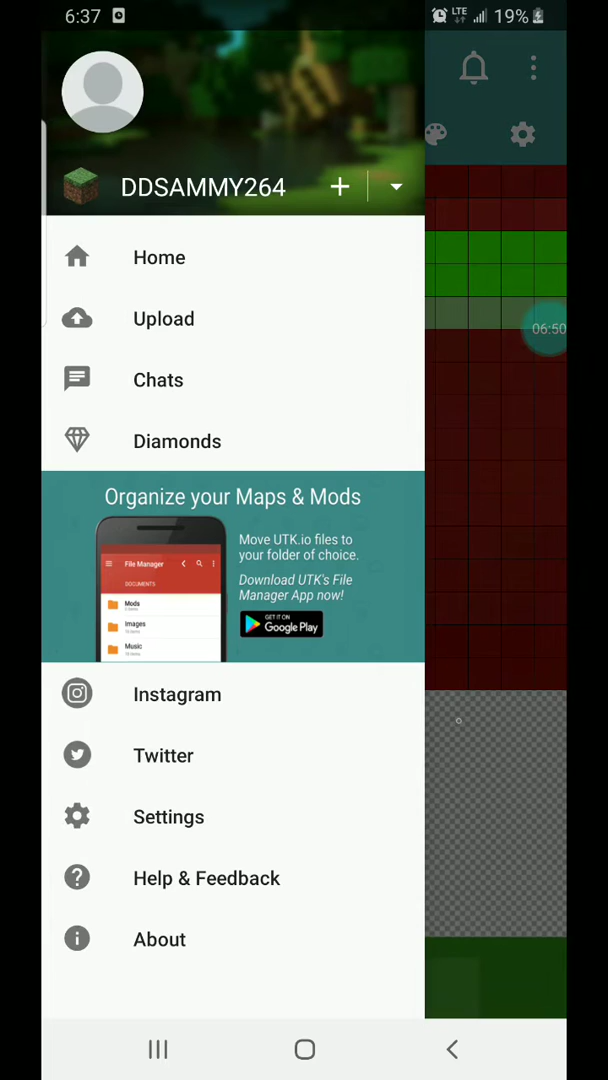 6:37
LTE 19%
DDSAMMY264
Home
06:50
Upload
Chats
Diamonds
Organize your Maps & Mods
Move UTK.io files to
your folder of choice.
Download UTK's File
Manager App now!
GET IT ON
Google Play
File Manager
DOCUMENTS
Mods
Images
Music
Instagram
Twitter
Settings
Help & Feedback
About